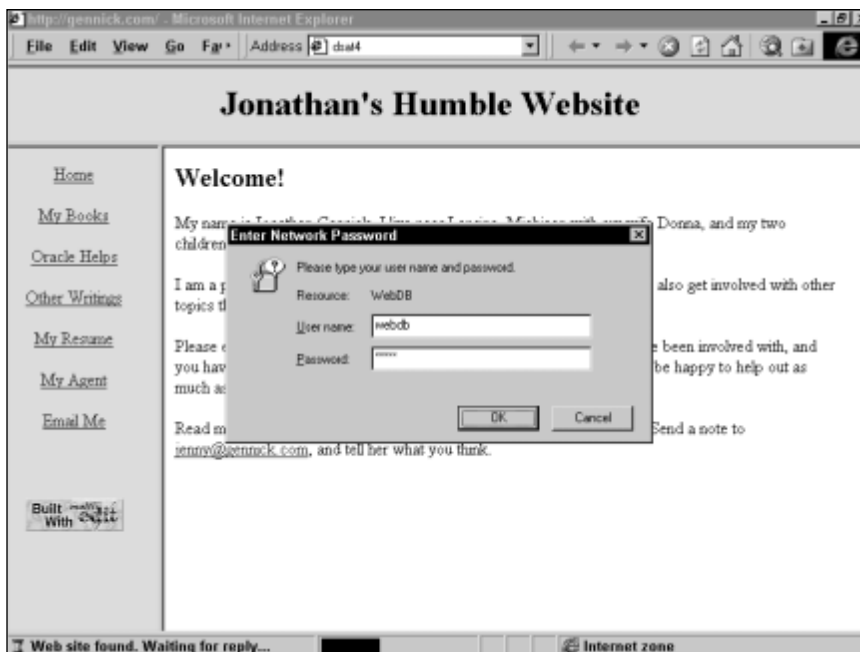 http://gennick.com/ - Microsoft Internet Explorer
File Edit View Go Fav Address dsat4
Jonathan's Humble Website
Home
My Books
Oracle Helps
Other Writings
My Resume
My Agent
Email Me
Built With edit
Welcome!
My name is Jonathan Gennick. I live near Lansing, Michigan with my wife Donna, and my two
children
I am a p also get involved with other
topics th
Please e been involved with, and
you hav be happy to help out as
much as
Read m Send a note to
jenny@gennick.com, and tell her what you think.
Enter Network Password
Please type your user name and password.
Resource: WebDB
User name: webdb
Password: *****
OK Cancel
Web site found. Waiting for reply... Internet zone